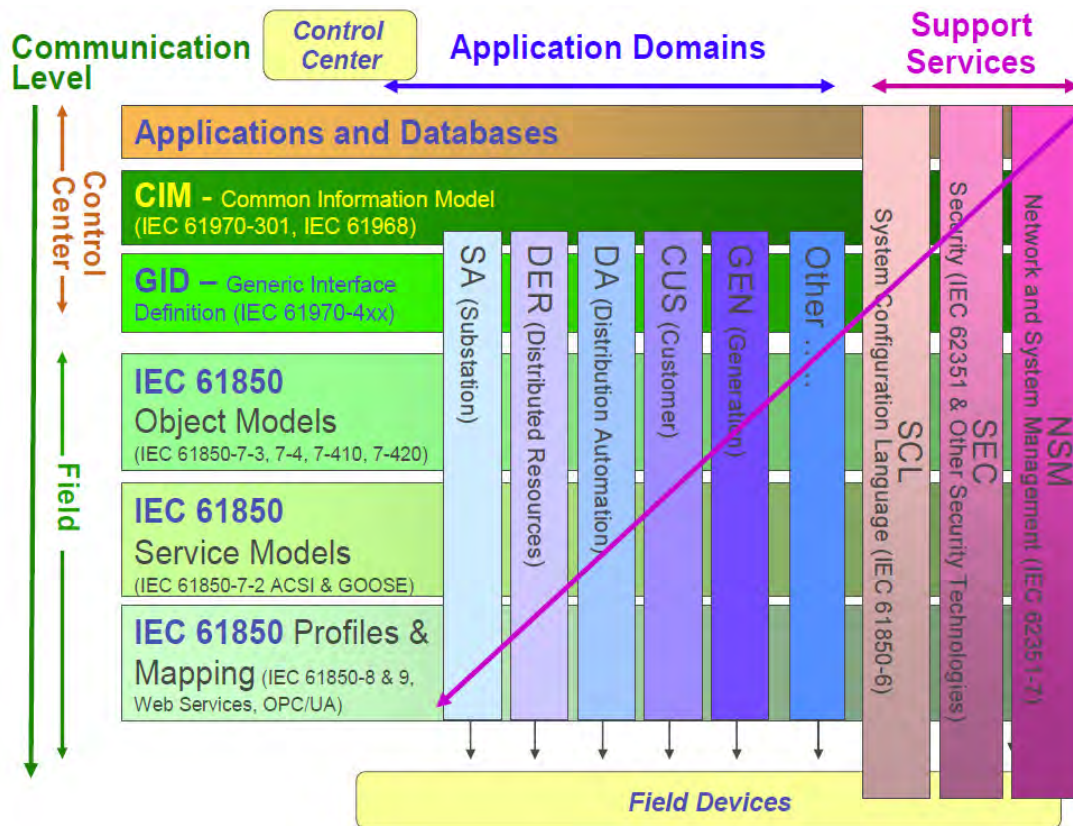 Communication
Level
Control
Center
Application Domains
Support
Services
Control
Center
Field
Applications and Databases
CIM - Common Information Model
(IEC 61970-301, IEC 61968)
GID – Generic Interface
Definition (IEC 61970-4xx)
IEC 61850
Object Models
(IEC 61850-7-3, 7-4, 7-410, 7-420)
IEC 61850
Service Models
(IEC 61850-7-2 ACSI & GOOSE)
IEC 61850 Profiles &
Mapping (IEC 61850-8 & 9,
Web Services, OPC/UA)
SA (Substation)
DER (Distributed Resources)
DA (Distribution Automation)
CUS (Customer)
GEN (Generation)
Other ......
SCL
System Configuration Language (IEC 61850-6)
SEC
Security (IEC 62351 & Other Security Technologies)
NSM
Network and System Management (IEC 62351-7)
Field Devices